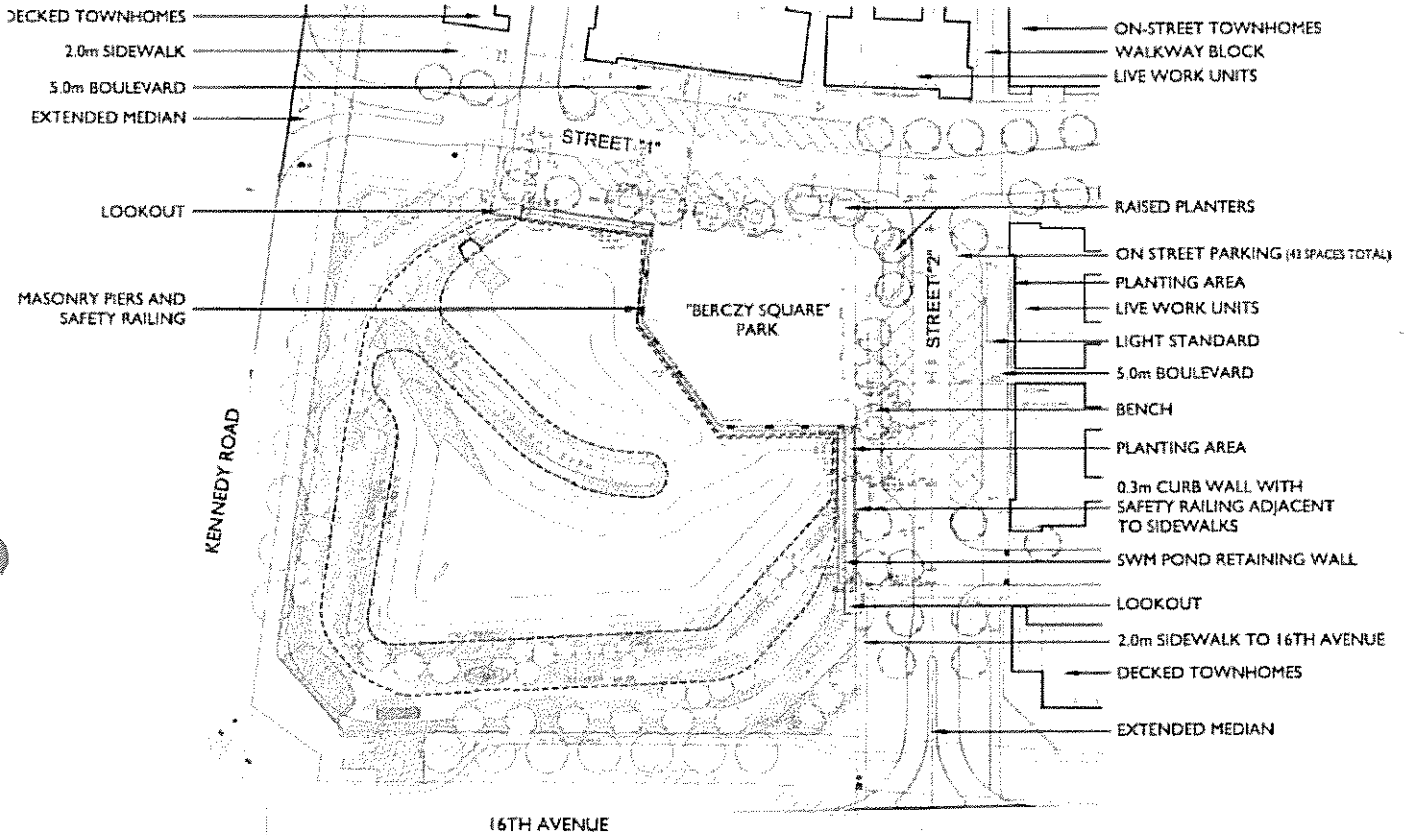 DECKED TOWNHOMES
2.0m SIDEWALK
5.0m BOULEVARD
EXTENDED MEDIAN
LOOKOUT
MASONRY PIERS AND
SAFETY RAILING
KENNEDY ROAD
STREET "1"
"BERCZY SQUARE"
PARK
STREET "2"
16TH AVENUE
ON-STREET TOWNHOMES
WALKWAY BLOCK
LIVE WORK UNITS
RAISED PLANTERS
ON STREET PARKING (43 SPACES TOTAL)
PLANTING AREA
LIVE WORK UNITS
LIGHT STANDARD
5.0m BOULEVARD
BENCH
PLANTING AREA
0.3m CURB WALL WITH
SAFETY RAILING ADJACENT
TO SIDEWALKS
SWM POND RETAINING WALL
LOOKOUT
2.0m SIDEWALK TO 16TH AVENUE
DECKED TOWNHOMES
EXTENDED MEDIAN